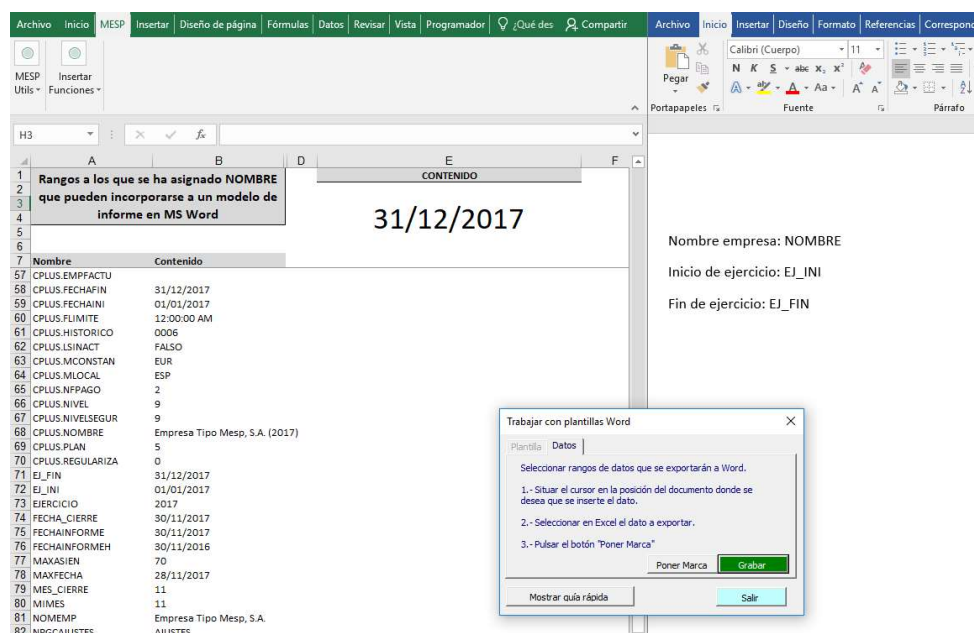 Archivo Inicio MESP Insertar Diseño de página Fórmulas Datos Revisar Vista Programador ¿Qué des Compartir
Archivo Inicio Insertar Diseño Formato Referencias Correspond
MESP Utils
Insertar Funciones
Pegar
Calibri (Cuerpo) 11
N K S abc x₂ x²
A A Aa A A
Portapapeles Fuente Párrafo
H3 fx
A B D E F
1 Rangos a los que se ha asignado NOMBRE CONTENIDO
2
3 que pueden incorporarse a un modelo de
4 informe en MS Word 31/12/2017
5
6
7 Nombre Contenido
57 CPLUS.EMPFACTU
58 CPLUS.FECHAFIN 31/12/2017
59 CPLUS.FECHAINI 01/01/2017
60 CPLUS.FLIMITE 12:00:00 AM
61 CPLUS.HISTORICO 0006
62 CPLUS.LSINACT FALSO
63 CPLUS.MCONSTAN EUR
64 CPLUS.MLOCAL ESP
65 CPLUS.NFPAGO 2
66 CPLUS.NIVEL 9
67 CPLUS.NIVELSEGUR 9
68 CPLUS.NOMBRE Empresa Tipo Mesp, S.A. (2017)
69 CPLUS.PLAN 5
70 CPLUS.REGULARIZA 0
71 EJ_FIN 31/12/2017
72 EJ_INI 01/01/2017
73 EJERCICIO 2017
74 FECHA_CIERRE 30/11/2017
75 FECHAINFORME 30/11/2017
76 FECHAINFORMEH 30/11/2016
77 MAXASIEN 70
78 MAXFECHA 28/11/2017
79 MES_CIERRE 11
80 MIMES 11
81 NOMEMP Empresa Tipo Mesp, S.A.
82 NPGCAJUSTES AJUSTES
Nombre empresa: NOMBRE
Inicio de ejercicio: EJ_INI
Fin de ejercicio: EJ_FIN
Trabajar con plantillas Word
Plantilla Datos
Seleccionar rangos de datos que se exportarán a Word.
1.- Situar el cursor en la posición del documento donde se
desea que se inserte el dato.
2.- Seleccionar en Excel el dato a exportar.
3.- Pulsar el botón "Poner Marca"
Poner Marca Grabar
Mostrar guía rápida Salir